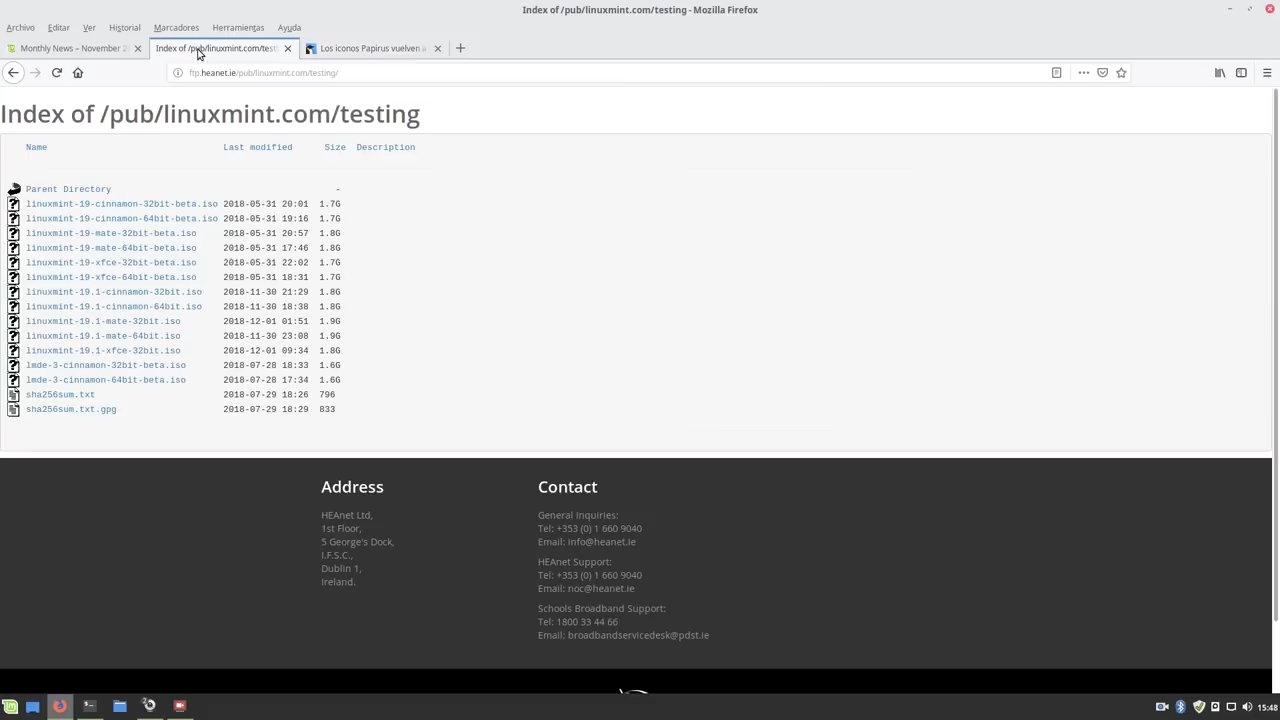 Index of /pub/linuxmint.com/testing - Mozilla Firefox
Archivo Editar Ver Historial Marcadores Herramientas Ayuda
Monthly News – November 2
Index of /pub/linuxmint.com/test
Los iconos Papirus vuelven a
ftp.heanet.ie/pub/linuxmint.com/testing/
Index of /pub/linuxmint.com/testing
Name Last modified Size Description
Parent Directory -
linuxmint-19-cinnamon-32bit-beta.iso 2018-05-31 20:01 1.7G
linuxmint-19-cinnamon-64bit-beta.iso 2018-05-31 19:16 1.7G
linuxmint-19-mate-32bit-beta.iso 2018-05-31 20:57 1.8G
linuxmint-19-mate-64bit-beta.iso 2018-05-31 17:46 1.8G
linuxmint-19-xfce-32bit-beta.iso 2018-05-31 22:02 1.7G
linuxmint-19-xfce-64bit-beta.iso 2018-05-31 18:31 1.7G
linuxmint-19.1-cinnamon-32bit.iso 2018-11-30 21:29 1.8G
linuxmint-19.1-cinnamon-64bit.iso 2018-11-30 18:38 1.8G
linuxmint-19.1-mate-32bit.iso 2018-12-01 01:51 1.9G
linuxmint-19.1-mate-64bit.iso 2018-11-30 23:08 1.9G
linuxmint-19.1-xfce-32bit.iso 2018-12-01 09:34 1.8G
lmde-3-cinnamon-32bit-beta.iso 2018-07-28 18:33 1.6G
lmde-3-cinnamon-64bit-beta.iso 2018-07-28 17:34 1.6G
sha256sum.txt 2018-07-29 18:26 796
sha256sum.txt.gpg 2018-07-29 18:29 833
Address
HEAnet Ltd,
1st Floor,
5 George's Dock,
I.F.S.C.,
Dublin 1,
Ireland.
Contact
General Inquiries:
Tel: +353 (0) 1 660 9040
Email: info@heanet.ie
HEAnet Support:
Tel: +353 (0) 1 660 9040
Email: noc@heanet.ie
Schools Broadband Support:
Tel: 1800 33 44 66
Email: broadbandservicedesk@pdst.ie
15:48